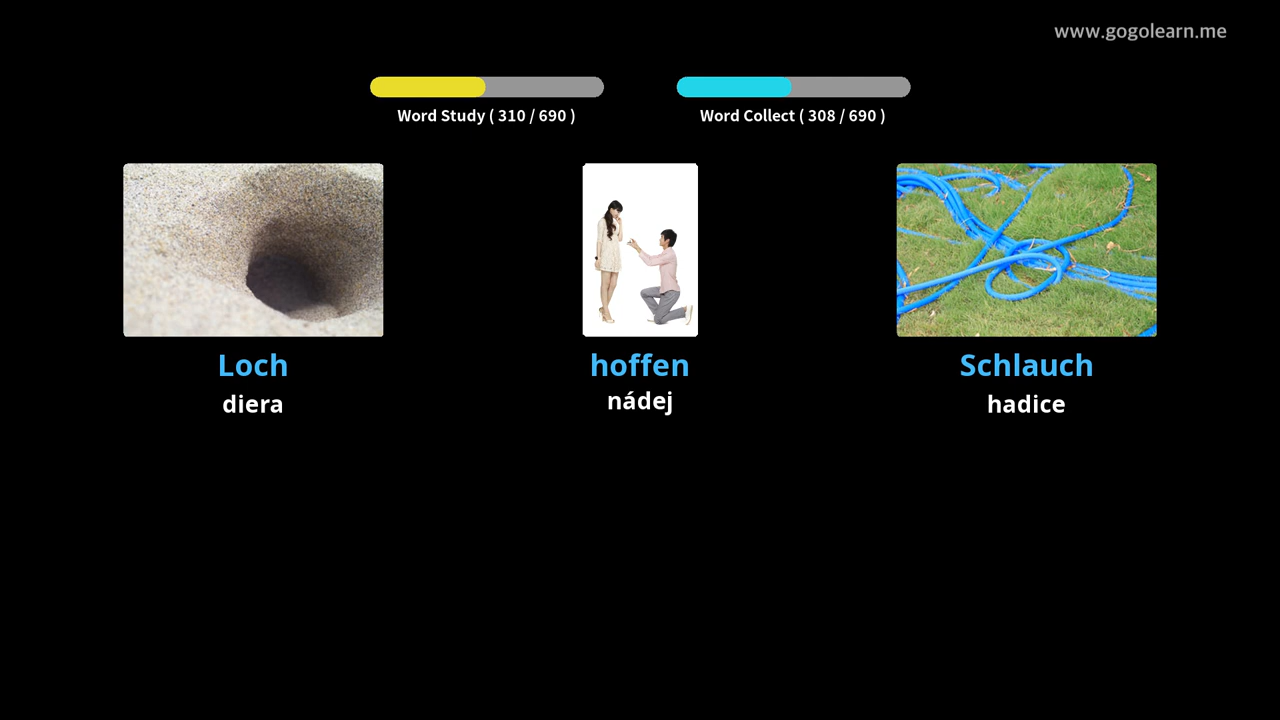 www.gogolearn.me
Word Study ( 310 / 690 )
Word Collect ( 308 / 690 )
Loch
diera
hoffen
nádej
Schlauch
hadice